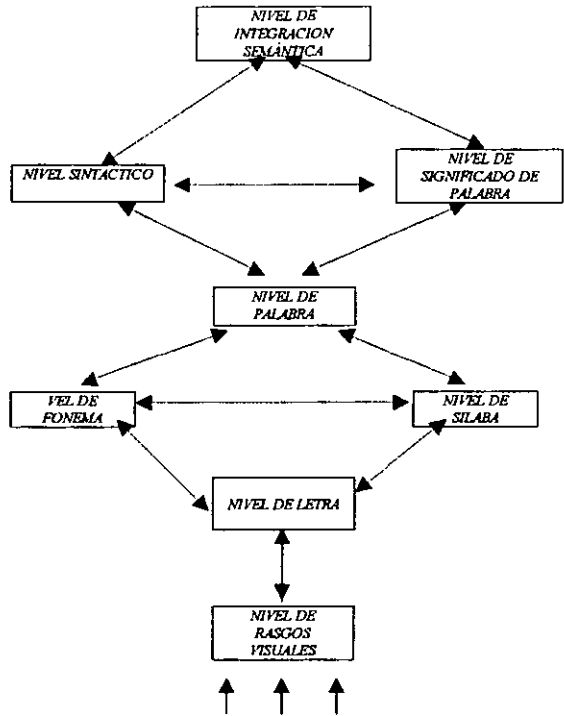 NIVEL DE
INTEGRACION
SEMÁNTICA
NIVEL SINTACTICO
NIVEL DE
SIGNIFICADO DE
PALABRA
NIVEL DE
PALABRA
VEL DE
FONEMA
NIVEL DE
SILABA
NIVEL DE LETRA
NIVEL DE
RASGOS
VISUALES